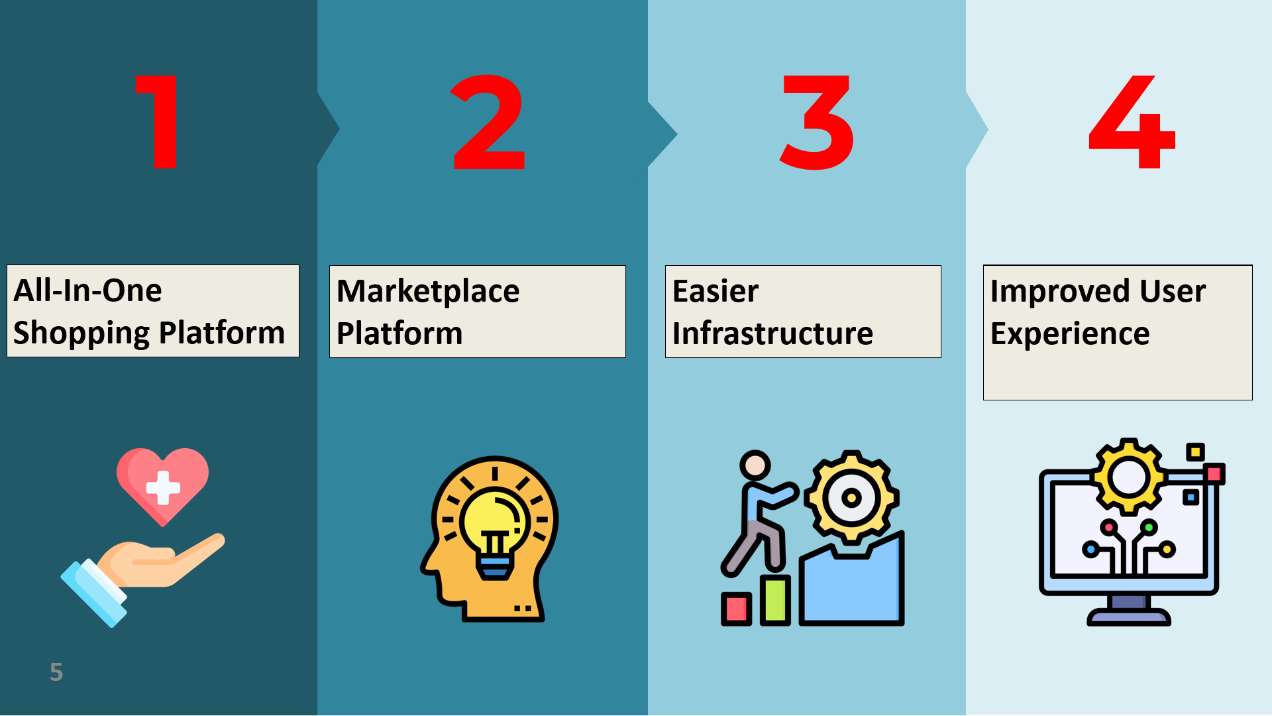 1
2
3
4
All-In-One
Shopping Platform
Marketplace
Platform
Easier
Infrastructure
Improved User
Experience
5